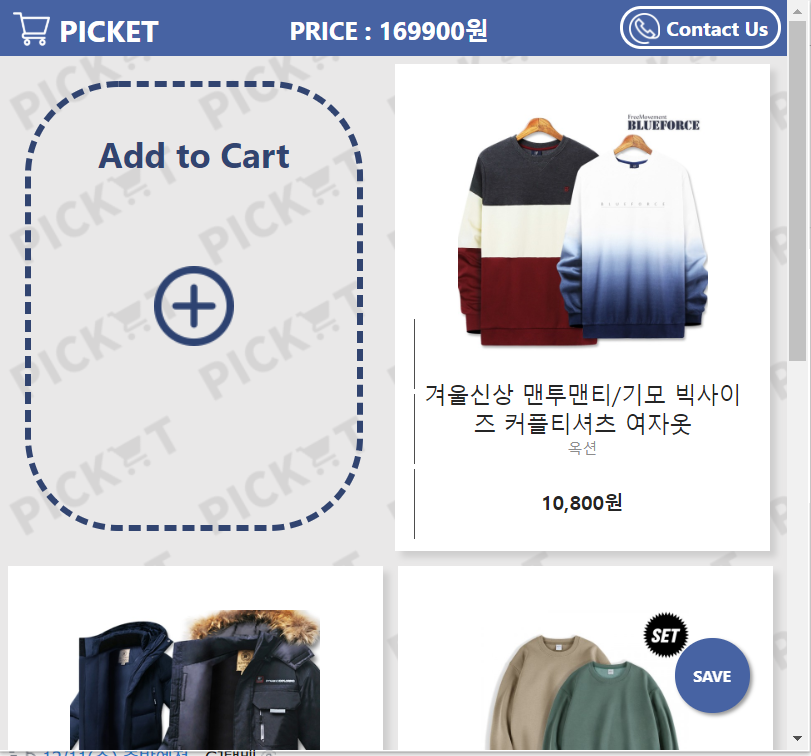 PICKET
PRICE : 169900원
Contact Us
Add to Cart
FreeMovement
BLUEFORCE
BLUEFORCE
겨울신상 맨투맨티/기모 빅사이
즈 커플티셔츠 여자옷
옥션
10,800원
SET
SAVE